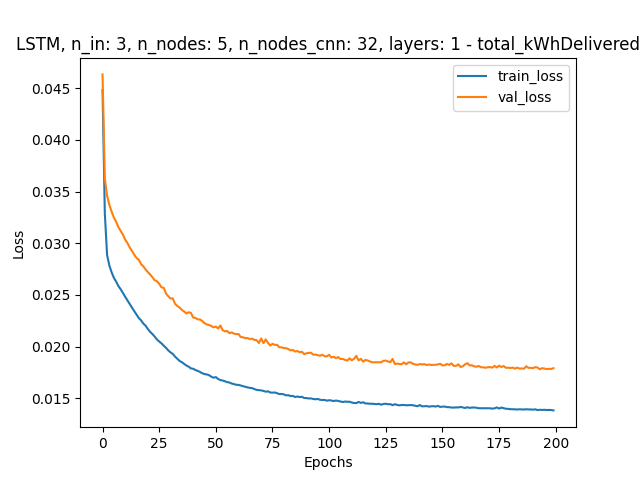 LSTM, n_in: 3, n_nodes: 5, n_nodes_cnn: 32, layers: 1 - total_kWhDelivered
train_loss
val_loss
Loss
0.045
0.040
0.035
0.030
0.025
0.020
0.015
0 25 50 75 100 125 150 175 200
Epochs